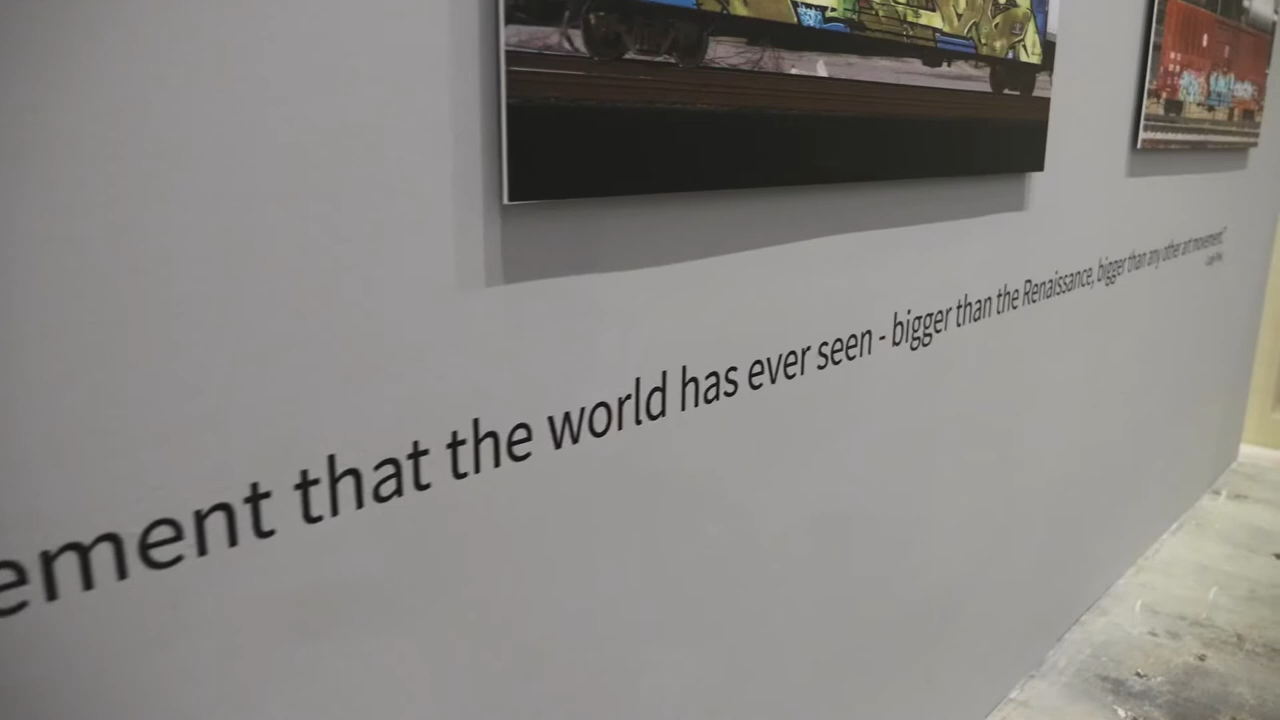 ement that the world has ever seen - bigger than the Renaissance, bigger than any other art movement."